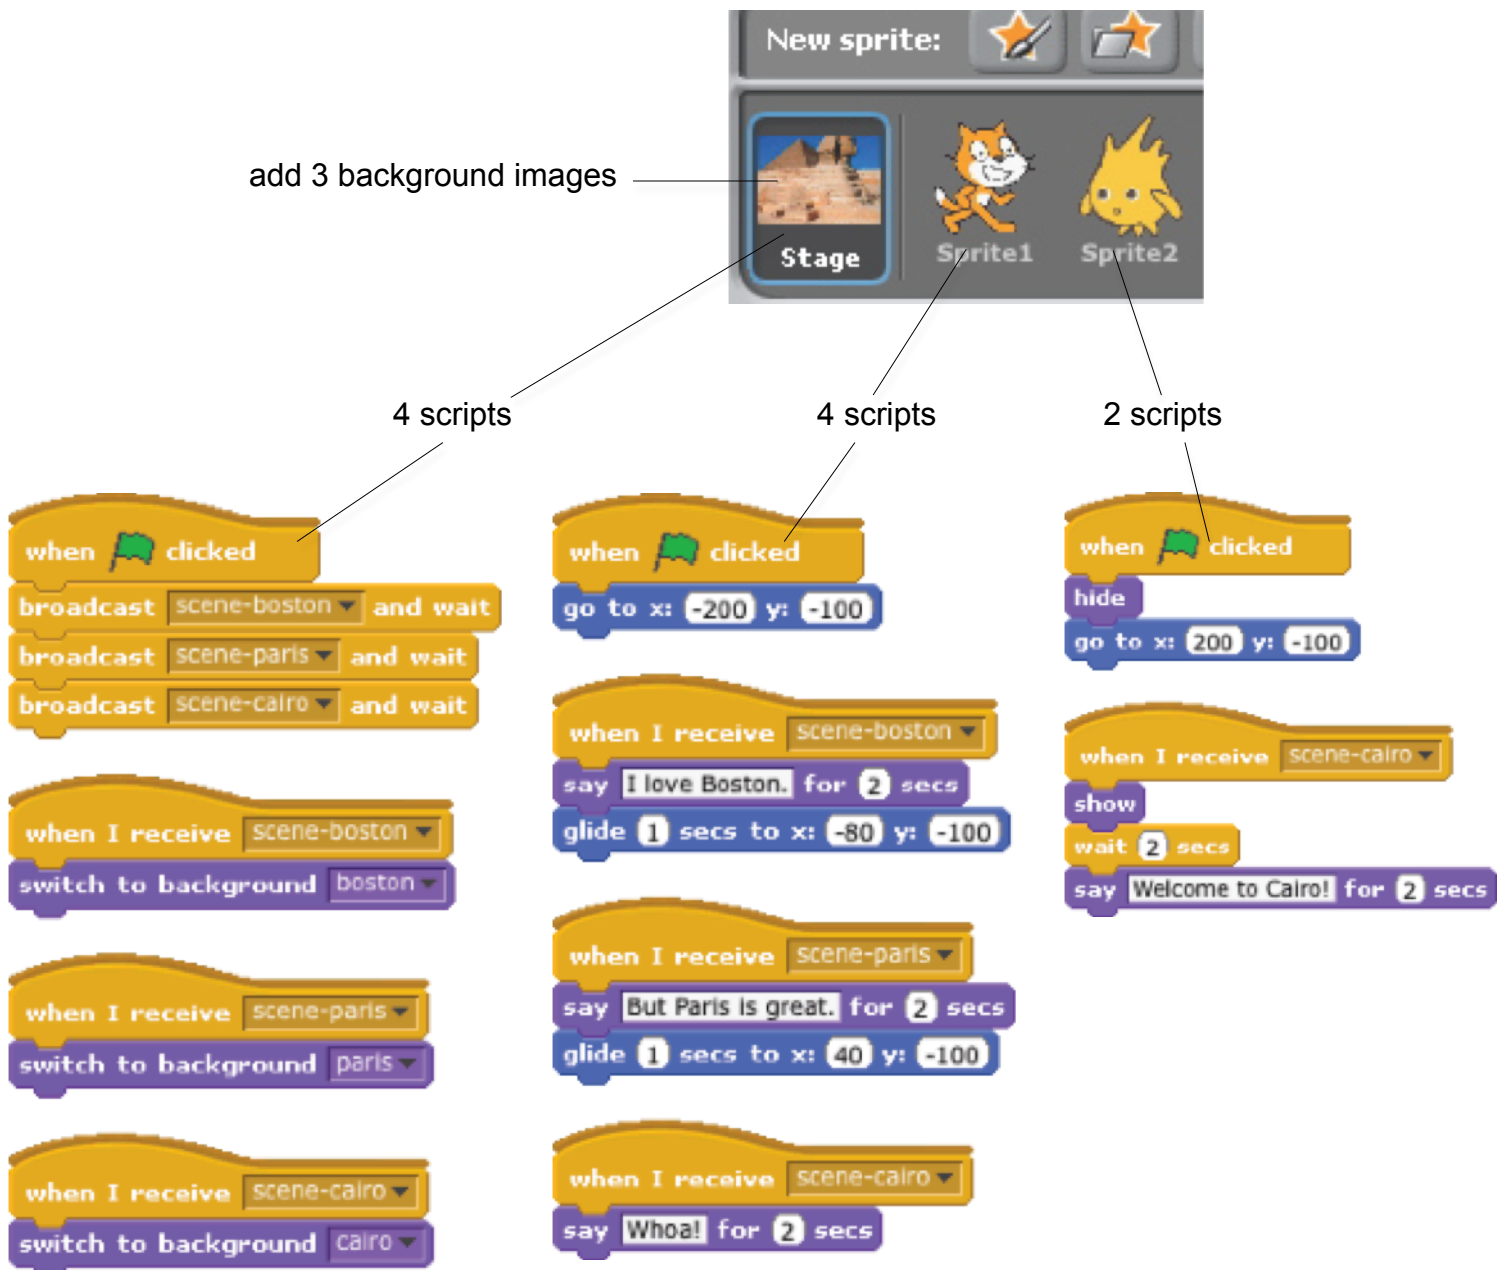 New sprite:
add 3 background images
Stage
Sprite1
Sprite2
4 scripts
4 scripts
2 scripts
when clicked
broadcast scene-boston and wait
broadcast scene-paris and wait
broadcast scene-cairo and wait
when I receive scene-boston
switch to background boston
when I receive scene-paris
switch to background paris
when I receive scene-cairo
switch to background cairo
when clicked
go to x: -200 y: -100
when I receive scene-boston
say I love Boston. for 2 secs
glide 1 secs to x: -80 y: -100
when I receive scene-paris
say But Paris is great. for 2 secs
glide 1 secs to x: 40 y: -100
when I receive scene-cairo
say Whoa! for 2 secs
when clicked
hide
go to x: 200 y: -100
when I receive scene-cairo
show
wait 2 secs
say Welcome to Cairo! for 2 secs